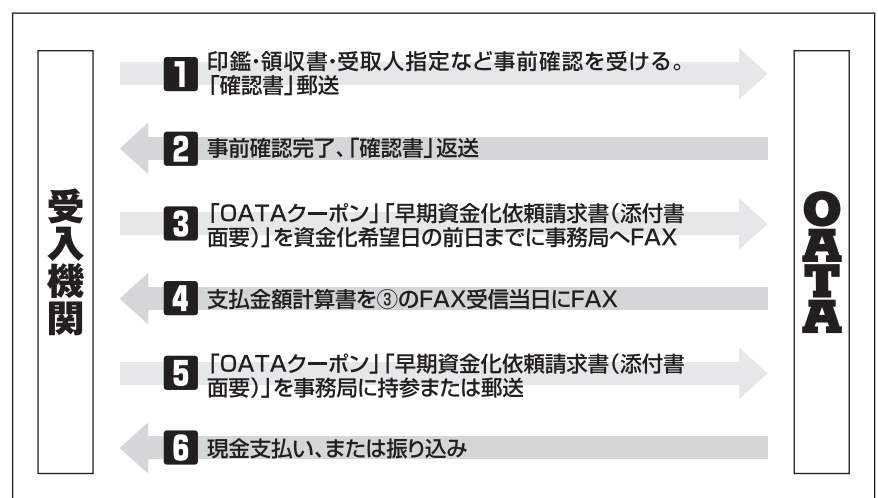 受入機関
1 印鑑・領収書・受取人指定など事前確認を受ける。
「確認書」郵送
2 事前確認完了、「確認書」返送
3 「OATAクーポン」「早期資金化依頼請求書(添付書
面要)」を資金化希望日の前日までに事務局へFAX
4 支払金額計算書を③のFAX受信当日にFAX
5 「OATAクーポン」「早期資金化依頼請求書(添付書
面要)」を事務局に持参または郵送
6 現金支払い、または振り込み
OATA